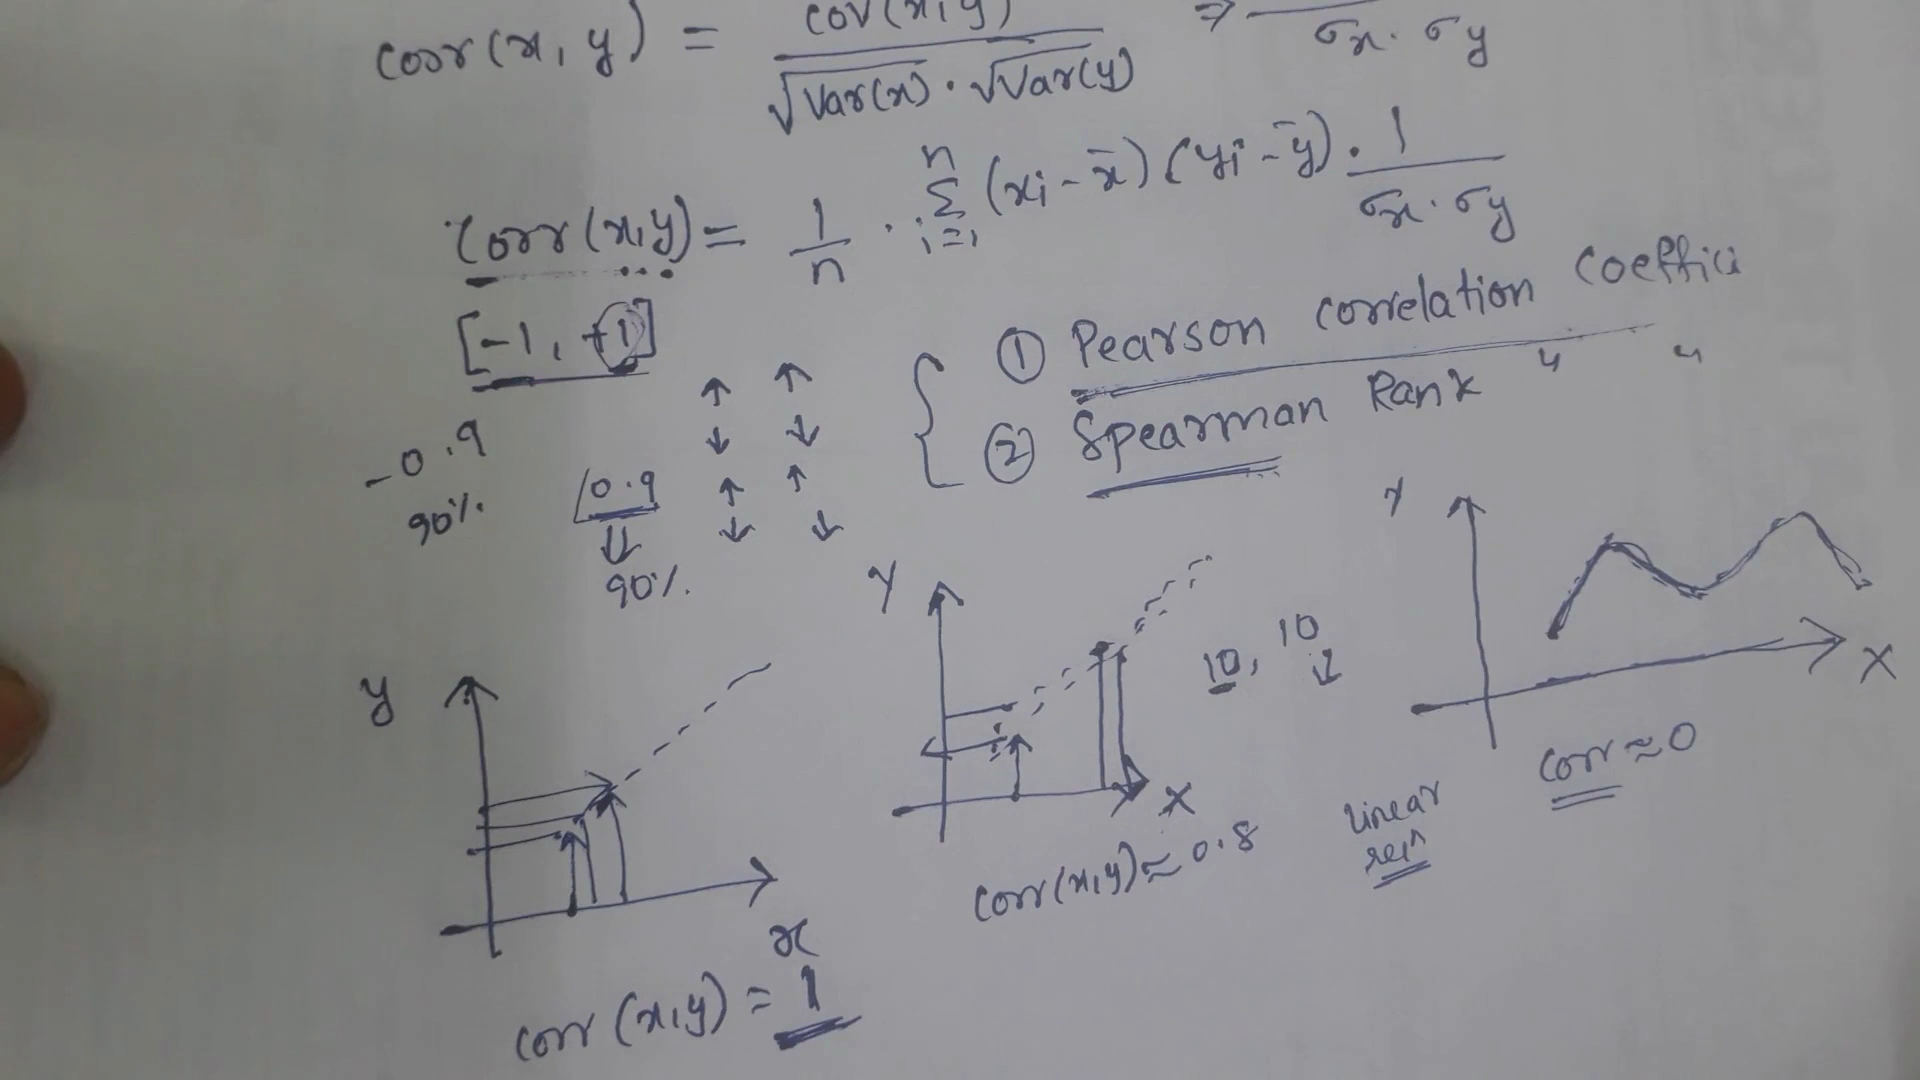 corr(x, y) = cov(x,y) / √Var(x) · √Var(y) ⇒ / σx · σy
Corr(x,y) = 1/n · n Σ i=1 (xi - x̄) (yi - ȳ) · 1 / σx · σy
[-1, +1]
① Pearson correlation Coeffici
② Spearman Rank " "
-0.9
90%.
0.9
90%.
y
x
corr(x,y) = 1
Y
X
10, 10
corr(x,y) ≈ 0.8
Y
X
linear
reln
Corr ≈ 0